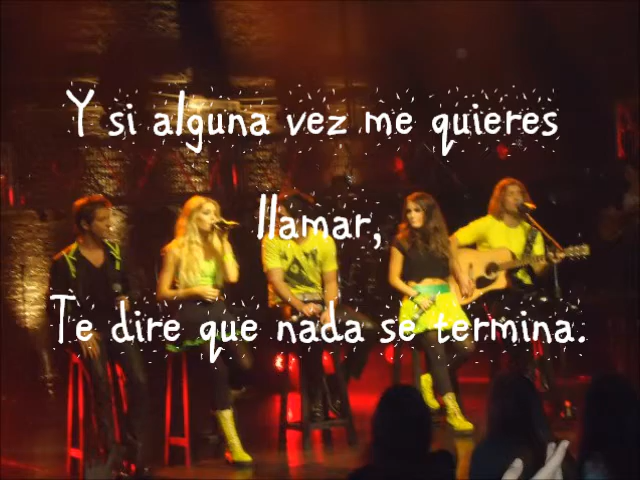 Y si alguna vez me quieres
llamar,
Te dire que nada se termina.